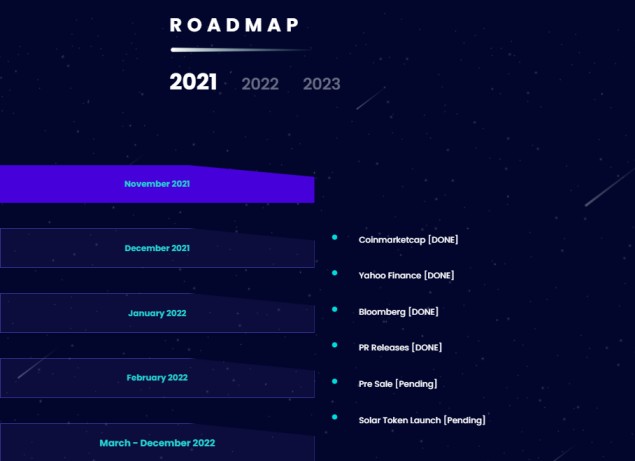 ROADMAP
2021 2022 2023
November 2021
December 2021
January 2022
February 2022
March - December 2022
Coinmarketcap [DONE]
Yahoo Finance [DONE]
Bloomberg [DONE]
PR Releases [DONE]
Pre Sale [Pending]
Solar Token Launch [Pending]